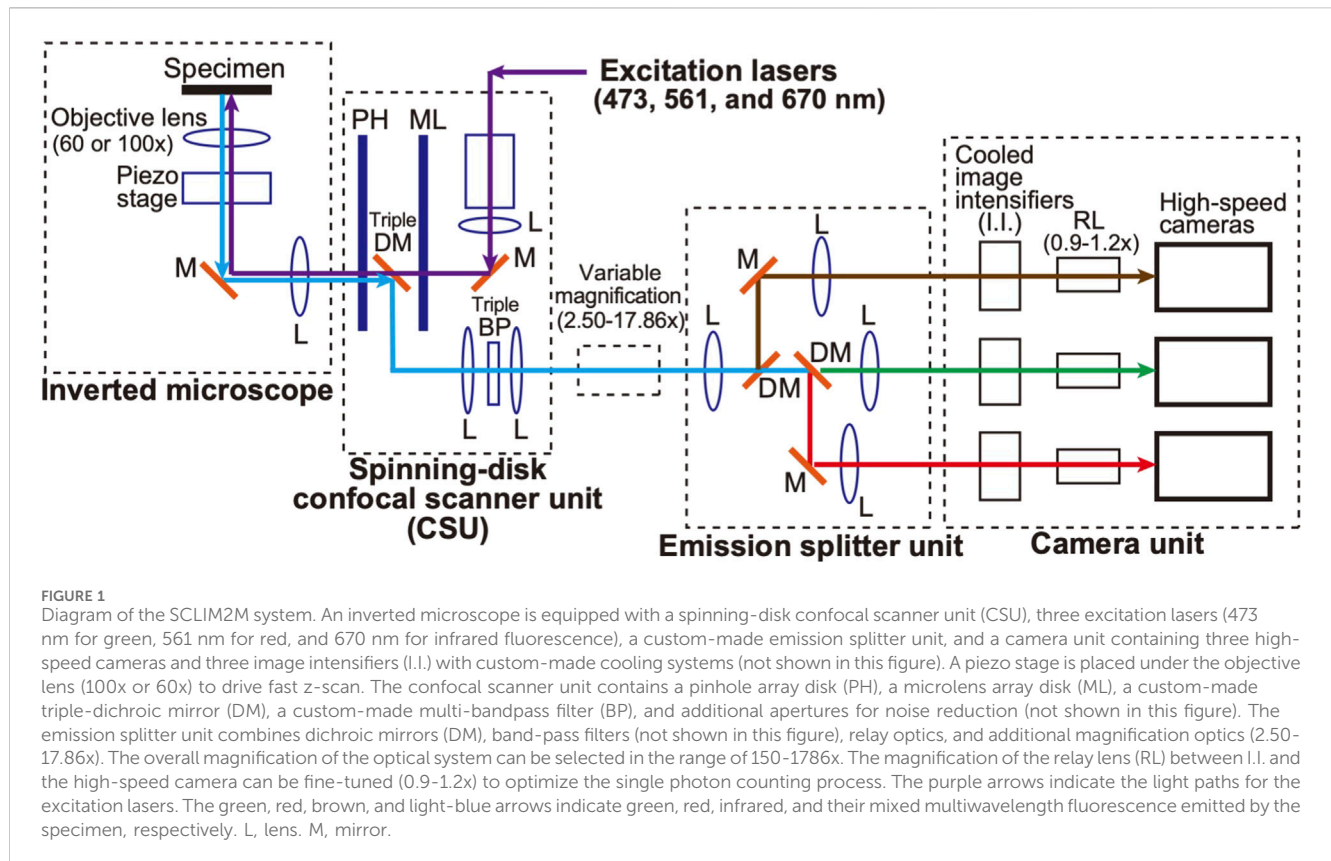 Specimen
Objective lens
(60 or 100x)
Piezo
stage
M
L
Inverted microscope
Excitation lasers
(473, 561, and 670 nm)
PH
ML
L
Triple
DM
M
Triple
BP
L
L
Spinning-disk
confocal scanner unit
(CSU)
Variable
magnification
(2.50-17.86x)
L
M
L
DM
DM
L
M
L
Emission splitter unit
Cooled
image
intensifiers
(I.I.)
RL
(0.9-1.2x)
High-speed
cameras
Camera unit
FIGURE 1
Diagram of the SCLIM2M system. An inverted microscope is equipped with a spinning-disk confocal scanner unit (CSU), three excitation lasers (473
nm for green, 561 nm for red, and 670 nm for infrared fluorescence), a custom-made emission splitter unit, and a camera unit containing three high-
speed cameras and three image intensifiers (I.I.) with custom-made cooling systems (not shown in this figure). A piezo stage is placed under the objective
lens (100x or 60x) to drive fast z-scan. The confocal scanner unit contains a pinhole array disk (PH), a microlens array disk (ML), a custom-made
triple-dichroic mirror (DM), a custom-made multi-bandpass filter (BP), and additional apertures for noise reduction (not shown in this figure). The
emission splitter unit combines dichroic mirrors (DM), band-pass filters (not shown in this figure), relay optics, and additional magnification optics (2.50-
17.86x). The overall magnification of the optical system can be selected in the range of 150-1786x. The magnification of the relay lens (RL) between I.I. and
the high-speed camera can be fine-tuned (0.9-1.2x) to optimize the single photon counting process. The purple arrows indicate the light paths for the
excitation lasers. The green, red, brown, and light-blue arrows indicate green, red, infrared, and their mixed multiwavelength fluorescence emitted by the
specimen, respectively. L, lens. M, mirror.